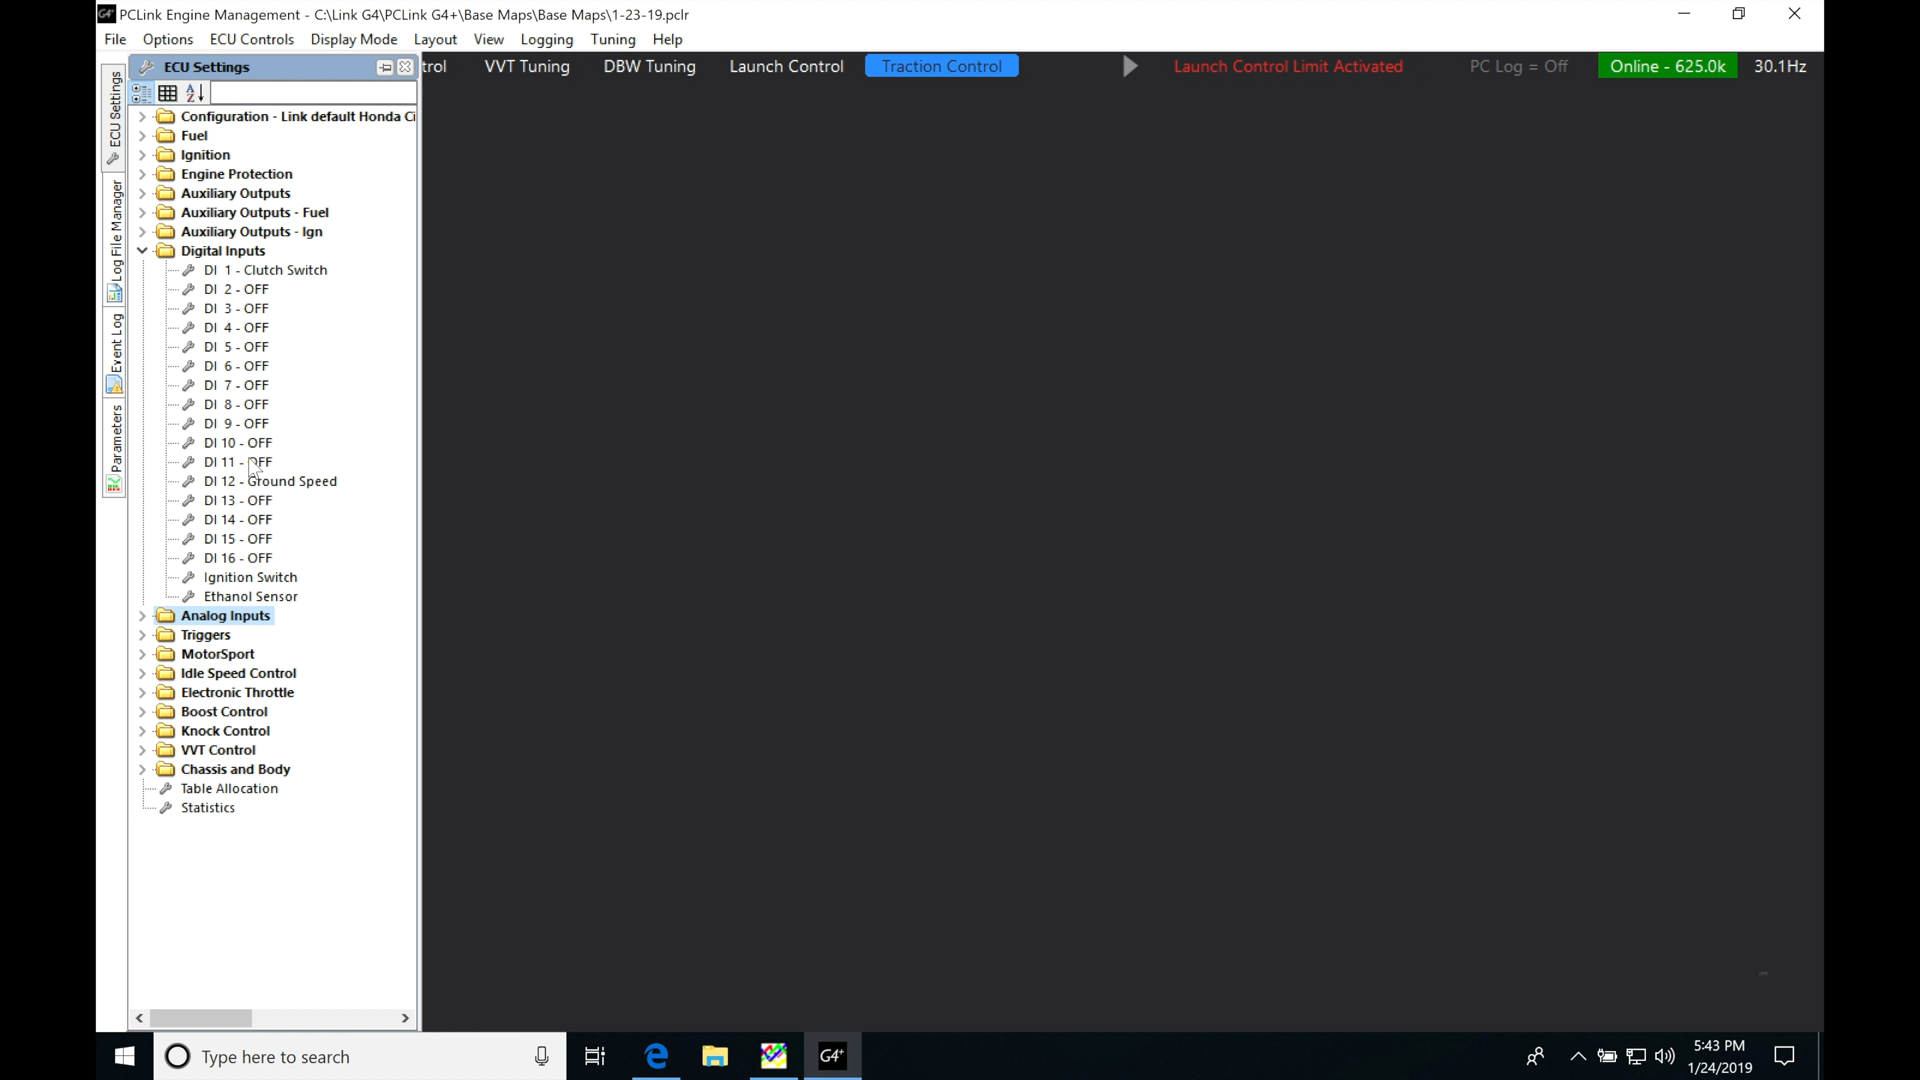 G4+ PCLink Engine Management - C:\Link G4\PCLink G4+\Base Maps\Base Maps\1-23-19.pclr
File Options ECU Controls Display Mode Layout View Logging Tuning Help
ECU Settings
trol VVT Tuning DBW Tuning Launch Control Traction Control Launch Control Limit Activated PC Log = Off Online - 625.0k 30.1Hz
ECU Settings
Log File Manager
Event Log
Parameters
A
Z
Configuration - Link default Honda Ci
Fuel
Ignition
Engine Protection
Auxiliary Outputs
Auxiliary Outputs - Fuel
Auxiliary Outputs - Ign
Digital Inputs
DI 1 - Clutch Switch
DI 2 - OFF
DI 3 - OFF
DI 4 - OFF
DI 5 - OFF
DI 6 - OFF
DI 7 - OFF
DI 8 - OFF
DI 9 - OFF
DI 10 - OFF
DI 11 - OFF
DI 12 - Ground Speed
DI 13 - OFF
DI 14 - OFF
DI 15 - OFF
DI 16 - OFF
Ignition Switch
Ethanol Sensor
Analog Inputs
Triggers
MotorSport
Idle Speed Control
Electronic Throttle
Boost Control
Knock Control
VVT Control
Chassis and Body
Table Allocation
Statistics
Type here to search
G4+
5:43 PM
1/24/2019